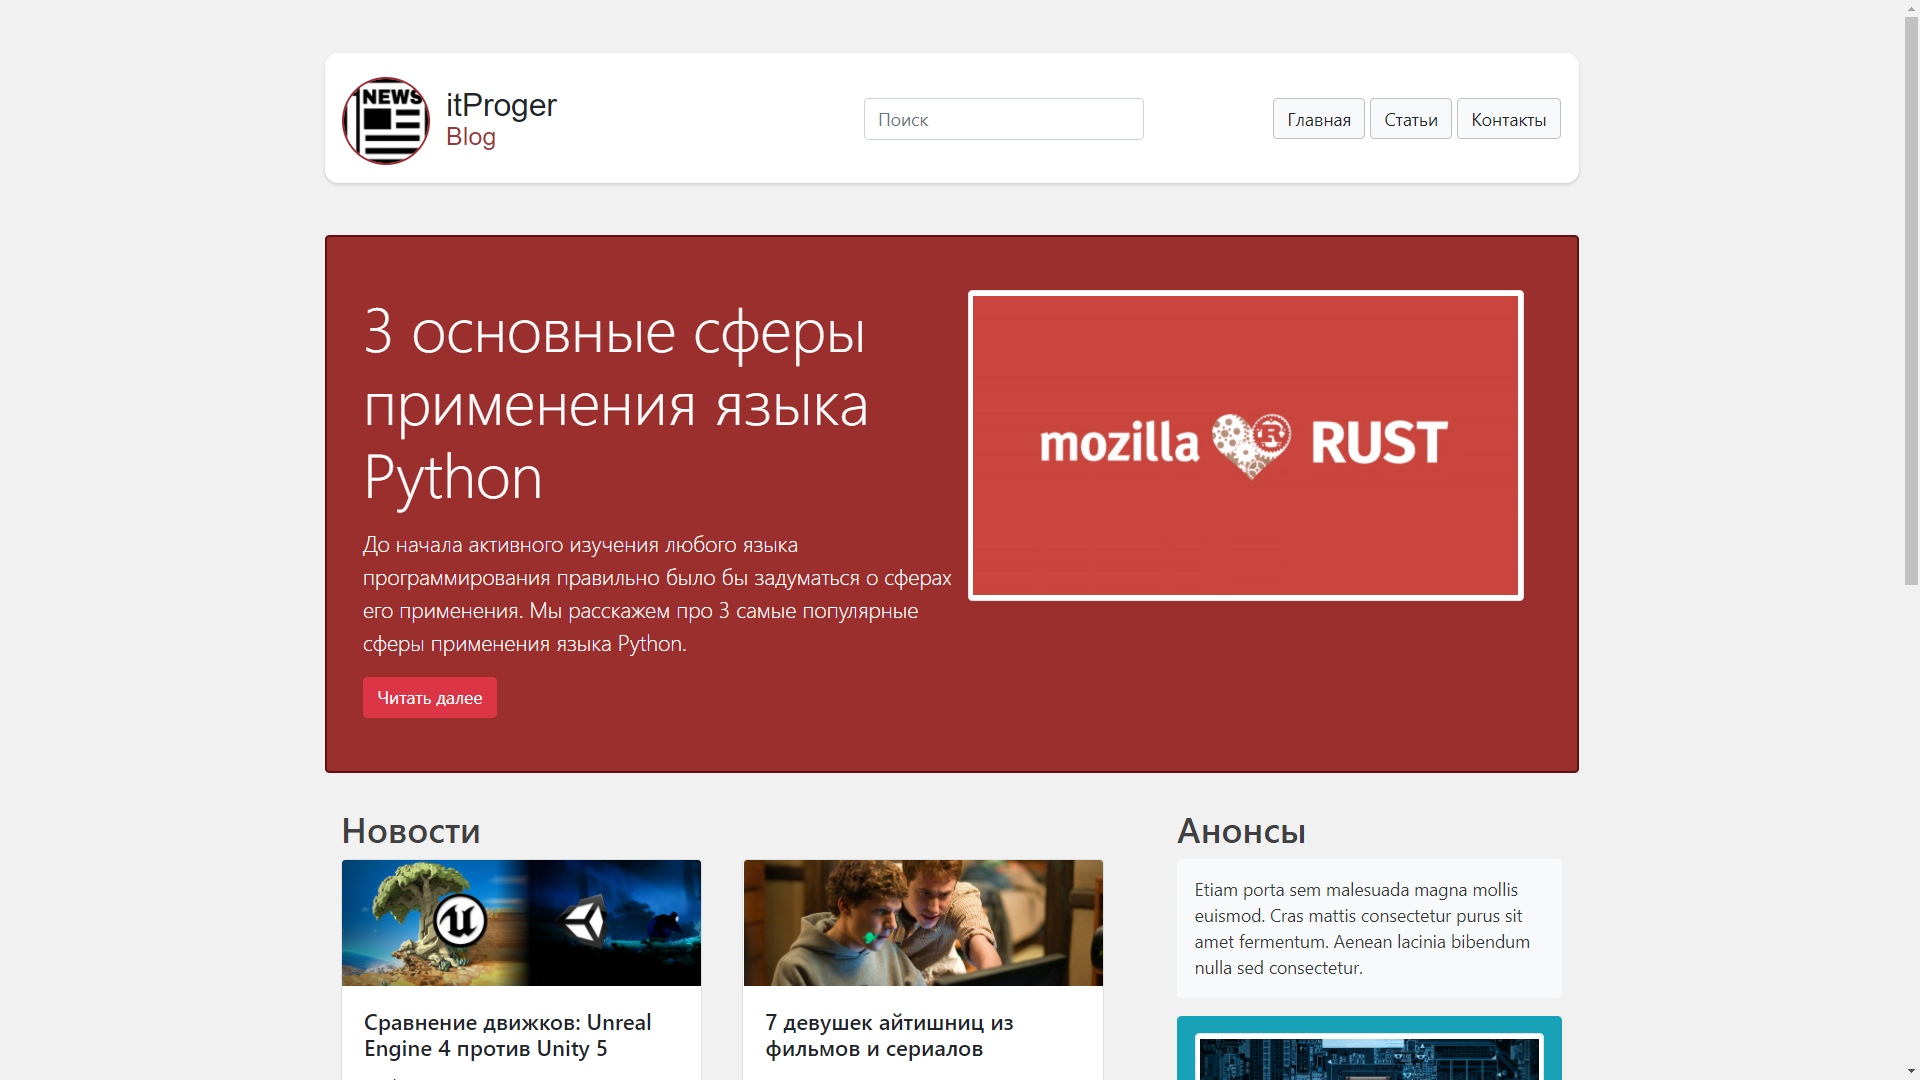 NEWS
itProger
Blog
Поиск
Главная
Статьи
Контакты
3 основные сферы
применения языка
Python
До начала активного изучения любого языка
программирования правильно было бы задуматься о сферах
его применения. Мы расскажем про 3 самые популярные
сферы применения языка Python.
Читать далее
mozilla RUST
Новости
Сравнение движков: Unreal
Engine 4 против Unity 5
7 девушек айтишниц из
фильмов и сериалов
Анонсы
Etiam porta sem malesuada magna mollis
euismod. Cras mattis consectetur purus sit
amet fermentum. Aenean lacinia bibendum
nulla sed consectetur.